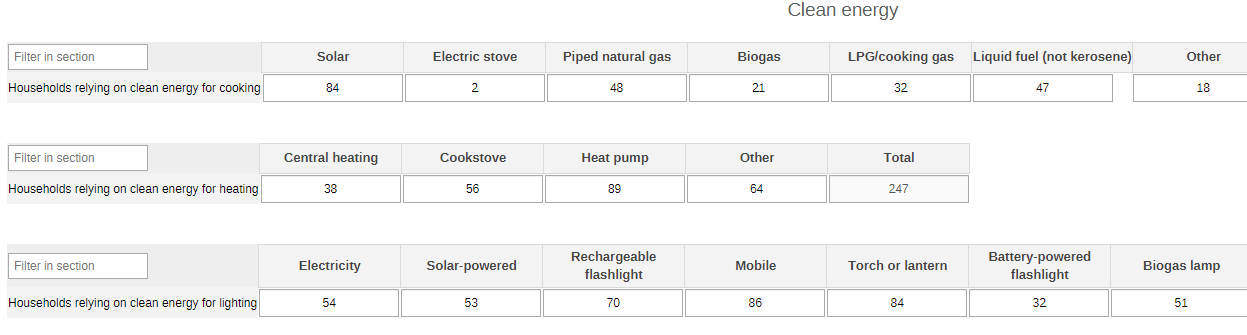 Clean energy
Filter in section Solar Electric stove Piped natural gas Biogas LPG/cooking gas Liquid fuel (not kerosene) Other
Households relying on clean energy for cooking 84 2 48 21 32 47 18
Filter in section Central heating Cookstove Heat pump Other Total
Households relying on clean energy for heating 38 56 89 64 247
Filter in section Electricity Solar-powered Rechargeable flashlight Mobile Torch or lantern Battery-powered flashlight Biogas lamp
Households relying on clean energy for lighting 54 53 70 86 84 32 51